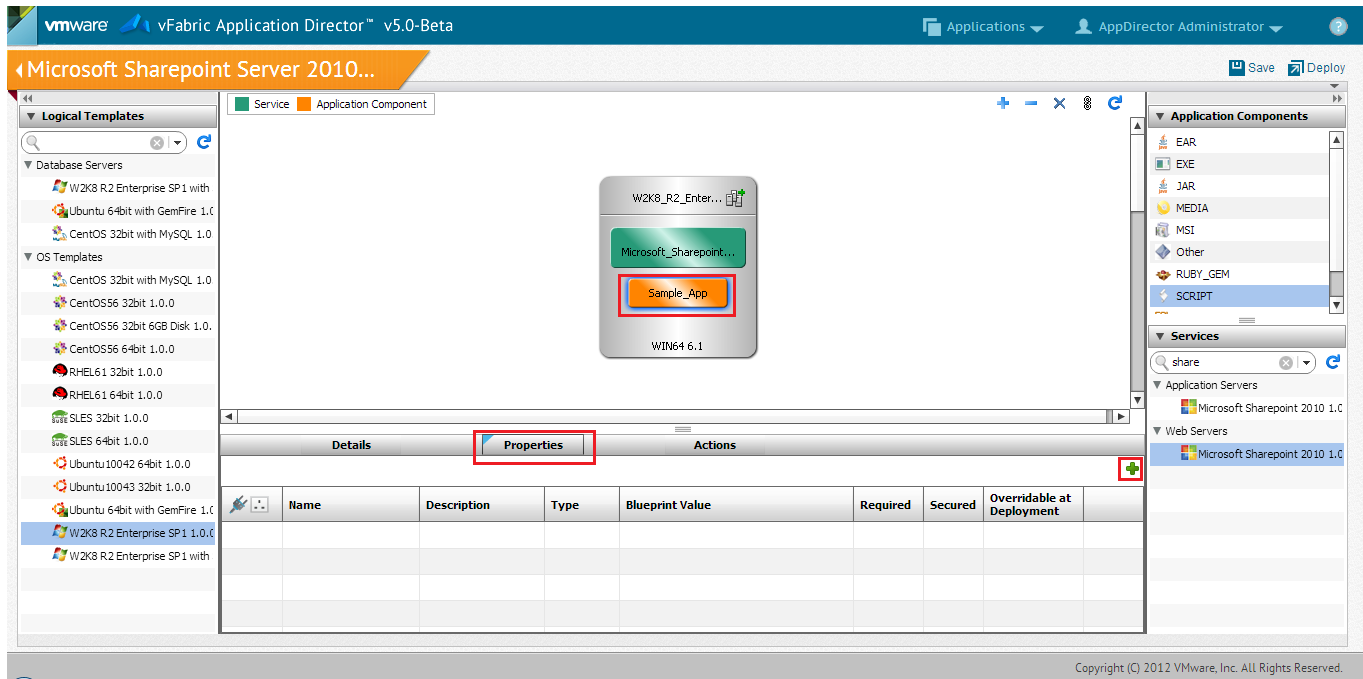 vmware vFabric Application Director™ v5.0-Beta
Applications
AppDirector Administrator
?
Microsoft Sharepoint Server 2010...
Save
Deploy
Logical Templates
Database Servers
W2K8 R2 Enterprise SP1 with
Ubuntu 64bit with GemFire 1.0
CentOS 32bit with MySQL 1.0
OS Templates
CentOS 32bit with MySQL 1.0
CentOS56 32bit 1.0.0
CentOS56 32bit 6GB Disk 1.0.
CentOS56 64bit 1.0.0
RHEL61 32bit 1.0.0
RHEL61 64bit 1.0.0
SLES 32bit 1.0.0
SLES 64bit 1.0.0
Ubuntu10042 64bit 1.0.0
Ubuntu10043 32bit 1.0.0
Ubuntu 64bit with GemFire 1.0
W2K8 R2 Enterprise SP1 1.0.0
W2K8 R2 Enterprise SP1 with
Service
Application Component
W2K8_R2_Enter...
Microsoft_Sharepoint...
Sample_App
WIN64 6.1
Details
Properties
Actions
Name
Description
Type
Blueprint Value
Required
Secured
Overridable at
Deployment
Application Components
EAR
EXE
JAR
MEDIA
MSI
Other
RUBY_GEM
SCRIPT
Services
share
Application Servers
Microsoft Sharepoint 2010 1.0
Web Servers
Microsoft Sharepoint 2010 1.0
Copyright (C) 2012 VMware, Inc. All Rights Reserved.